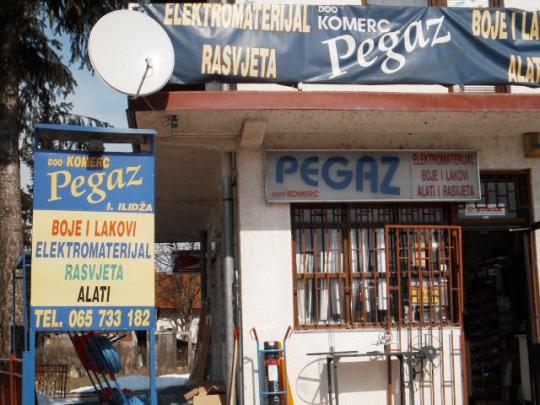 ELEKTROMATERIJAL
RASVJETA
DOO KOMERC
Pegaz
BOJE I LA
ALATI
DOO KOMERC
Pegaz
I. ILIDŽA
BOJE I LAKOVI
ELEKTROMATERIJAL
RASVJETA
ALATI
TEL. 065 733 182
PEGAZ
DOO KOMERC
ELEKTROMATERIJAL
BOJE I LAKOVI
ALATI I RASVJETA